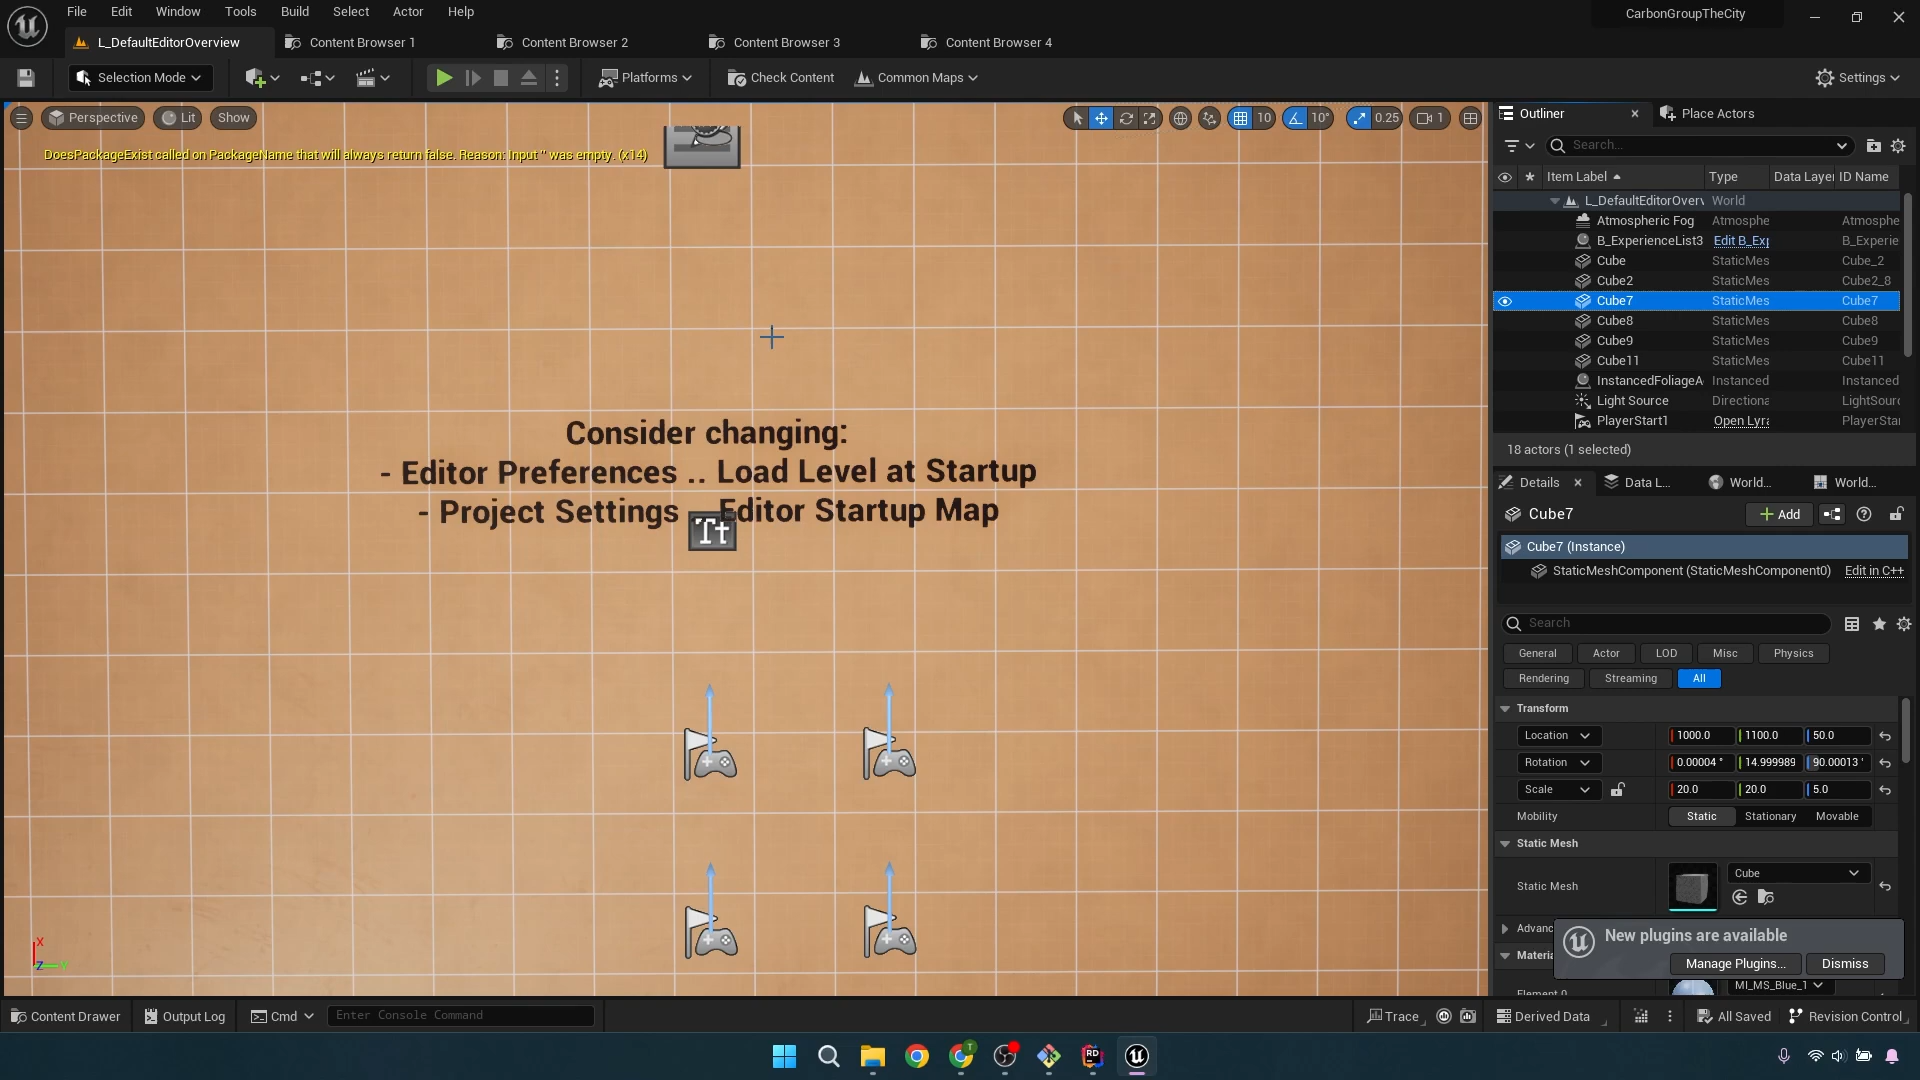 File Edit Window Tools Build Select Actor Help
CarbonGroupTheCity
L_DefaultEditorOverview Content Browser 1 Content Browser 2 Content Browser 3 Content Browser 4
Selection Mode Platforms Check Content Common Maps Settings
Perspective Lit Show 10 10° 0.25 1
DoesPackageExist called on PackageName that will always return false. Reason: Input '' was empty. (x14)
Consider changing:
- Editor Preferences .. Load Level at Startup
- Project Settings Editor Startup Map
Tt
Outliner Place Actors
Search...
Item Label Type Data Layer ID Name
L_DefaultEditorOverv World
Atmospheric Fog Atmosphe Atmosphe
B_ExperienceList3 Edit B_Exp B_Experie
Cube StaticMes Cube_2
Cube2 StaticMes Cube2_8
Cube7 StaticMes Cube7
Cube8 StaticMes Cube8
Cube9 StaticMes Cube9
Cube11 StaticMes Cube11
InstancedFoliageA Instanced Instanced
Light Source Directiona LightSourc
PlayerStart1 Open Lyra PlayerStar
18 actors (1 selected)
Details Data L... World... World...
Cube7 Add
Cube7 (Instance)
StaticMeshComponent (StaticMeshComponent0) Edit in C++
Search
General Actor LOD Misc Physics
Rendering Streaming All
Transform
Location 1000.0 1100.0 50.0
Rotation 0.00004 ° 14.999989 90.00013 °
Scale 20.0 20.0 5.0
Mobility Static Stationary Movable
Static Mesh
Static Mesh Cube
Advanc
Materia
New plugins are available
Manage Plugins... Dismiss
Element 0 MI_MS_Blue_1
Content Drawer Output Log Cmd Enter Console Command Trace Derived Data All Saved Revision Control
X
Z
T
RD